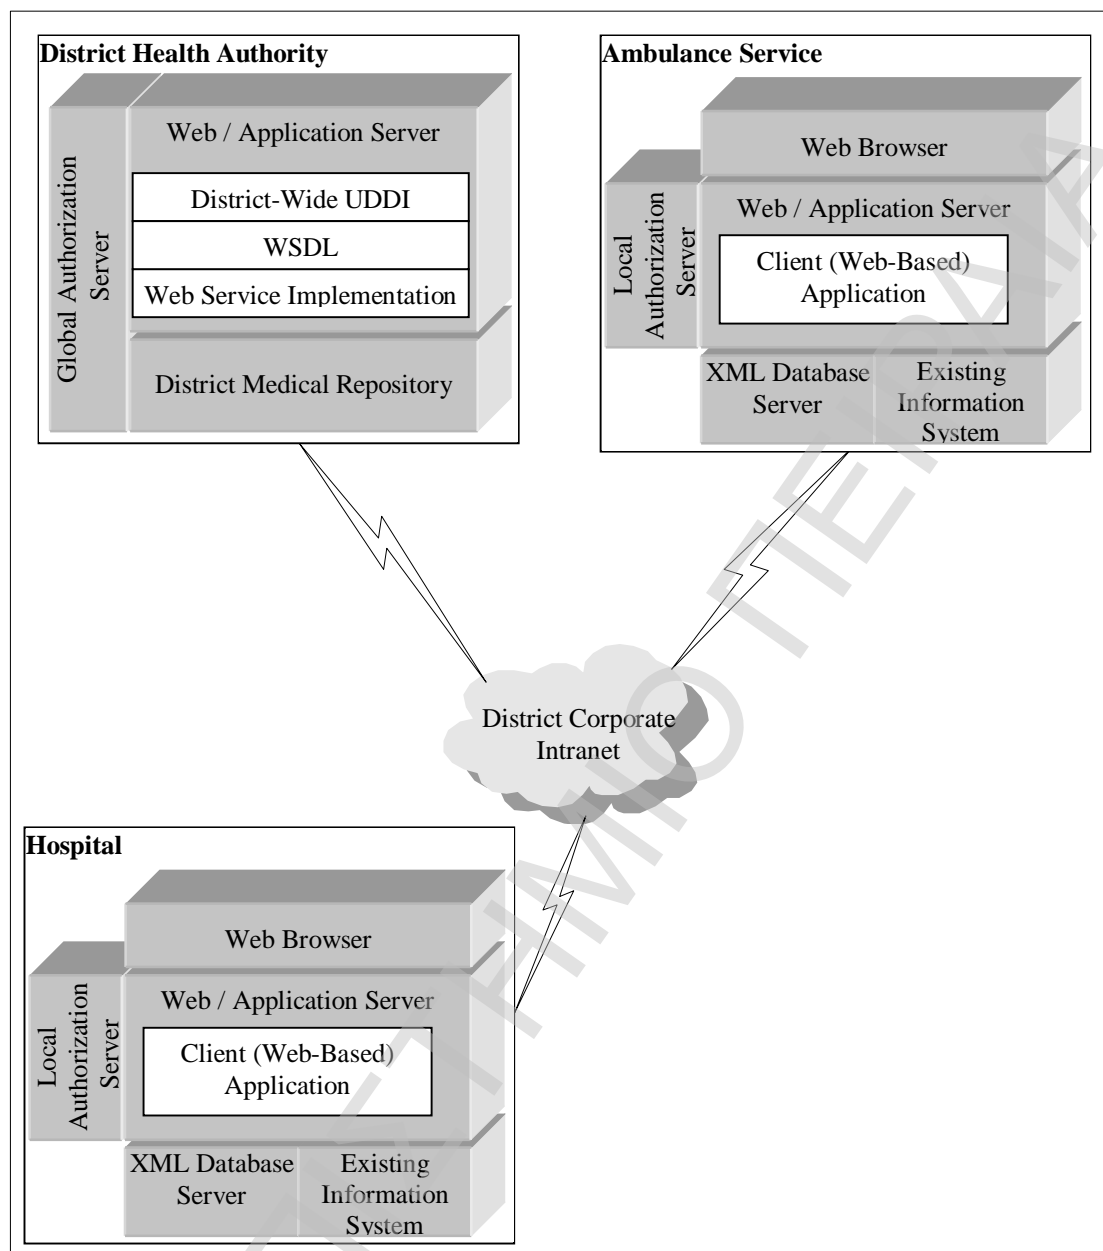 District Health Authority
Global Authorization
Server
Web / Application Server
District-Wide UDDI
WSDL
Web Service Implementation
District Medical Repository
Ambulance Service
Web Browser
Local
Authorization
Server
Web / Application Server
Client (Web-Based)
Application
XML Database
Server
Existing
Information
System
District Corporate
Intranet
Hospital
Web Browser
Local
Authorization
Server
Web / Application Server
Client (Web-Based)
Application
XML Database
Server
Existing
Information
System